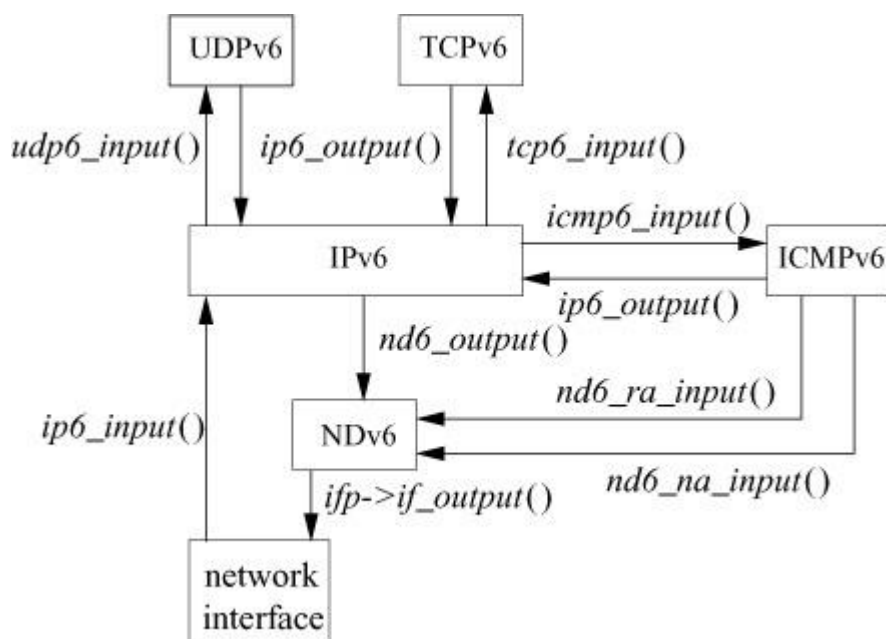 UDPv6
TCPv6
udp6_input()
ip6_output()
tcp6_input()
icmp6_input()
IPv6
ICMPv6
ip6_output()
nd6_output()
nd6_ra_input()
ip6_input()
NDv6
nd6_na_input()
ifp->if_output()
network
interface